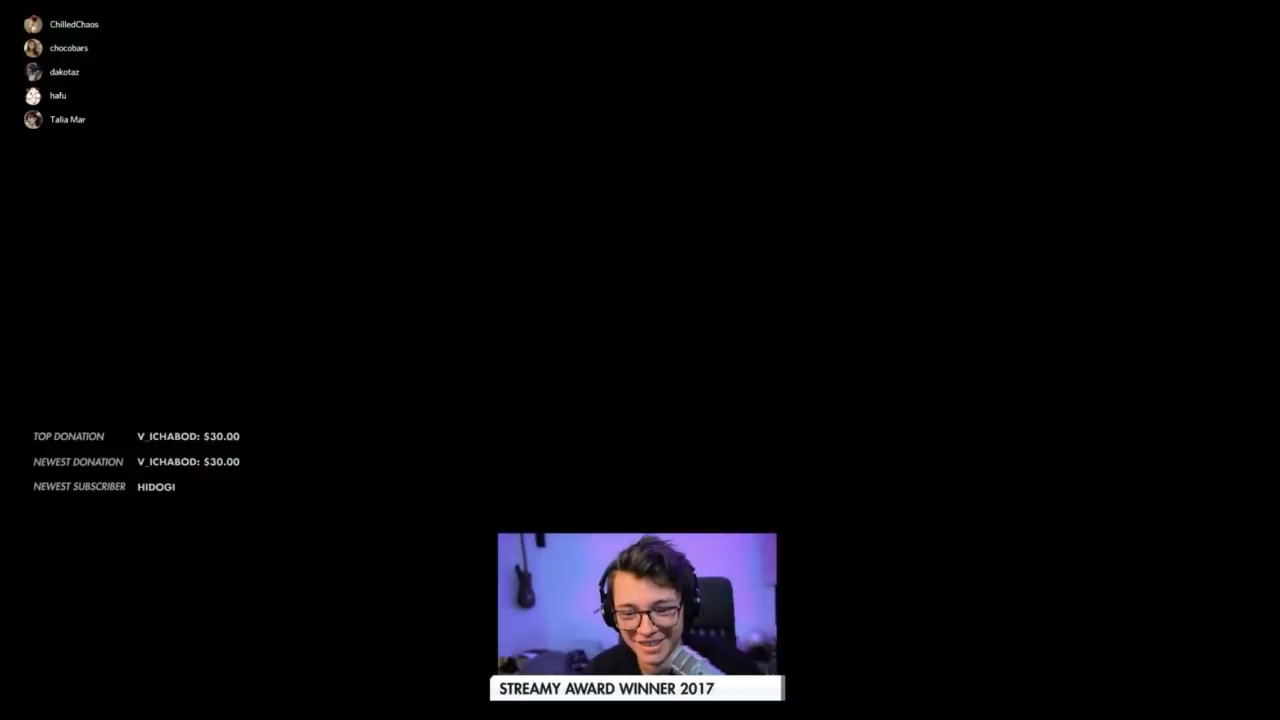 ChilledChaos
chocobars
dakotaz
hafu
Talia Mar
TOP DONATION V_ICHABOD: $30.00
NEWEST DONATION V_ICHABOD: $30.00
NEWEST SUBSCRIBER HIDOGI
STREAMY AWARD WINNER 2017